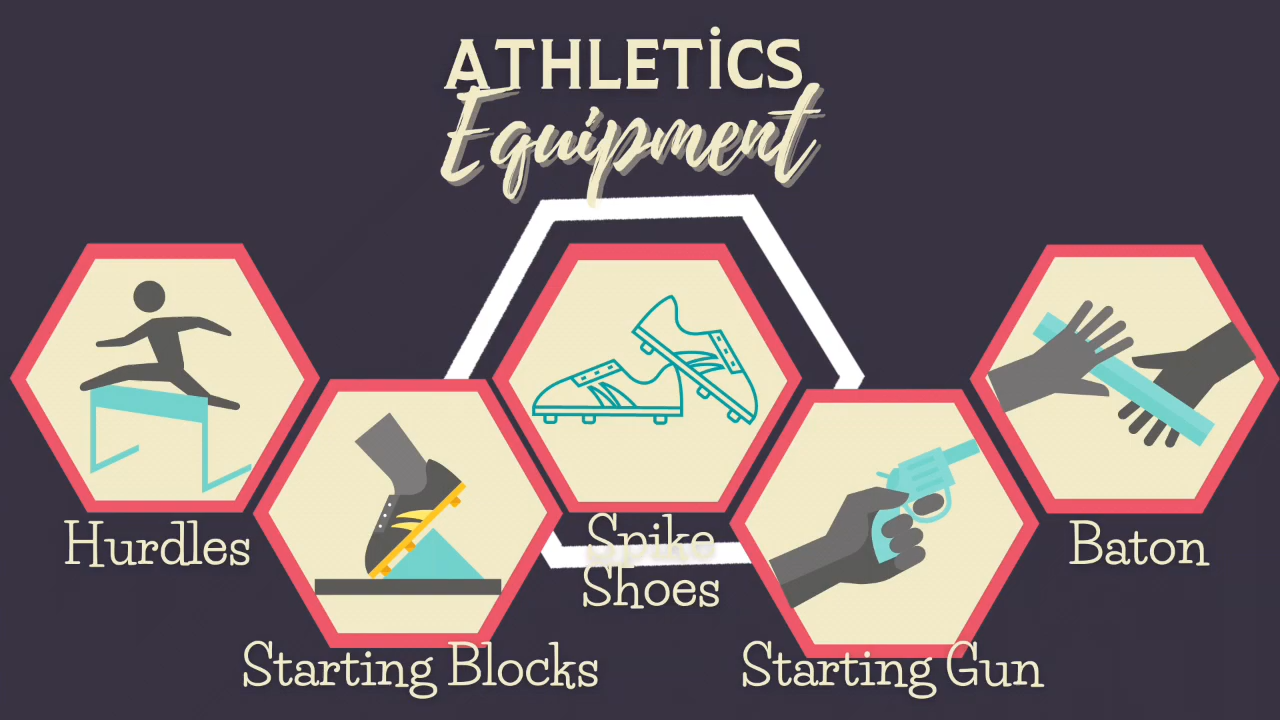 ATHLETİCS
Equipment
Hurdles
Starting Blocks
Spike
Shoes
Starting Gun
Baton